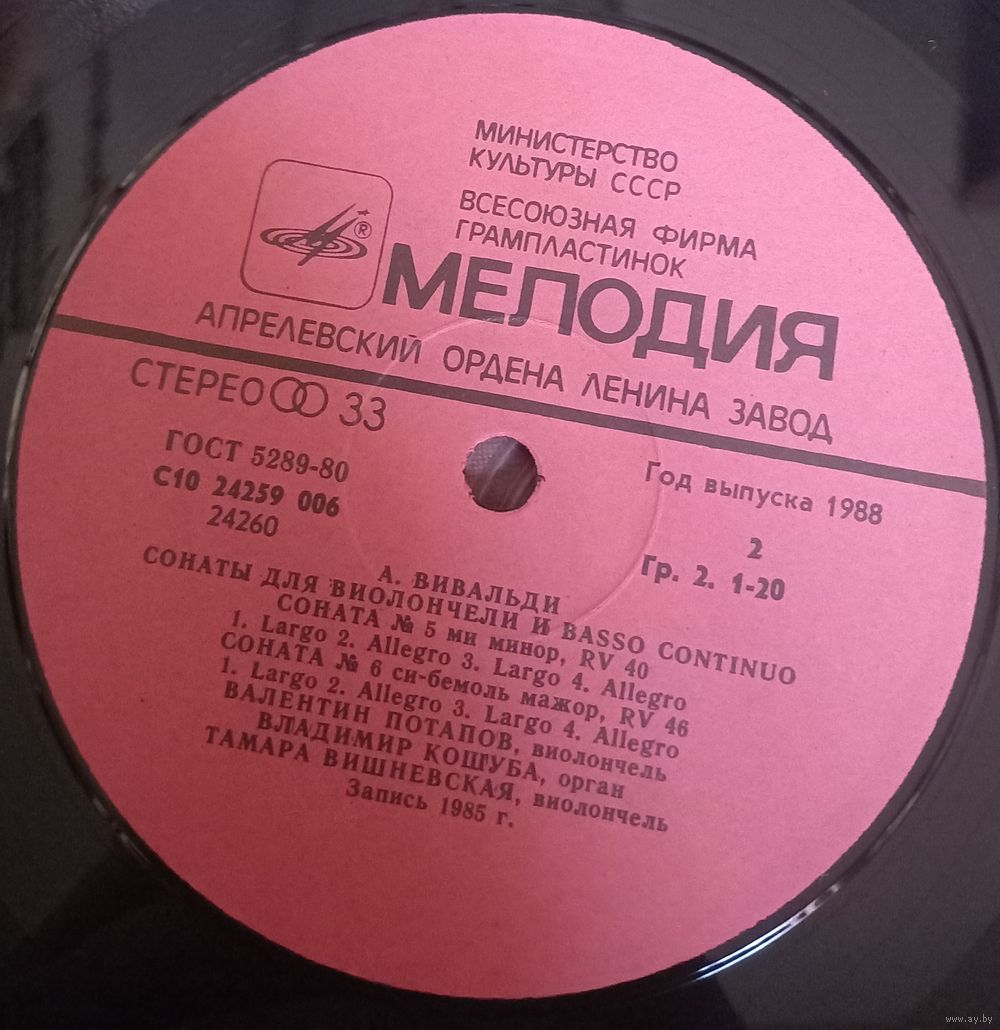 МИНИСТЕРСТВО
КУЛЬТУРЫ СССР
ВСЕСОЮЗНАЯ ФИРМА
ГРАМПЛАСТИНОК
®
МЕЛОДИЯ
АПРЕЛЕВСКИЙ ОРДЕНА ЛЕНИНА ЗАВОД
СТЕРЕО 33
ГОСТ 5289-80
С10 24259 006
24260
Год выпуска 1988
2
Гр. 2. 1-20
А. ВИВАЛЬДИ
СОНАТЫ ДЛЯ ВИОЛОНЧЕЛИ И BASSO CONTINUO
СОНАТА № 5 ми минор, RV 40
1. Largo 2. Allegro 3. Largo 4. Allegro
СОНАТА № 6 си-бемоль мажор, RV 46
1. Largo 2. Allegro 3. Largo 4. Allegro
ВАЛЕНТИН ПОТАПОВ, виолончель
ВЛАДИМИР КОШУБА, орган
ТАМАРА ВИШНЕВСКАЯ, виолончель
Запись 1985 г.
www.ay.by